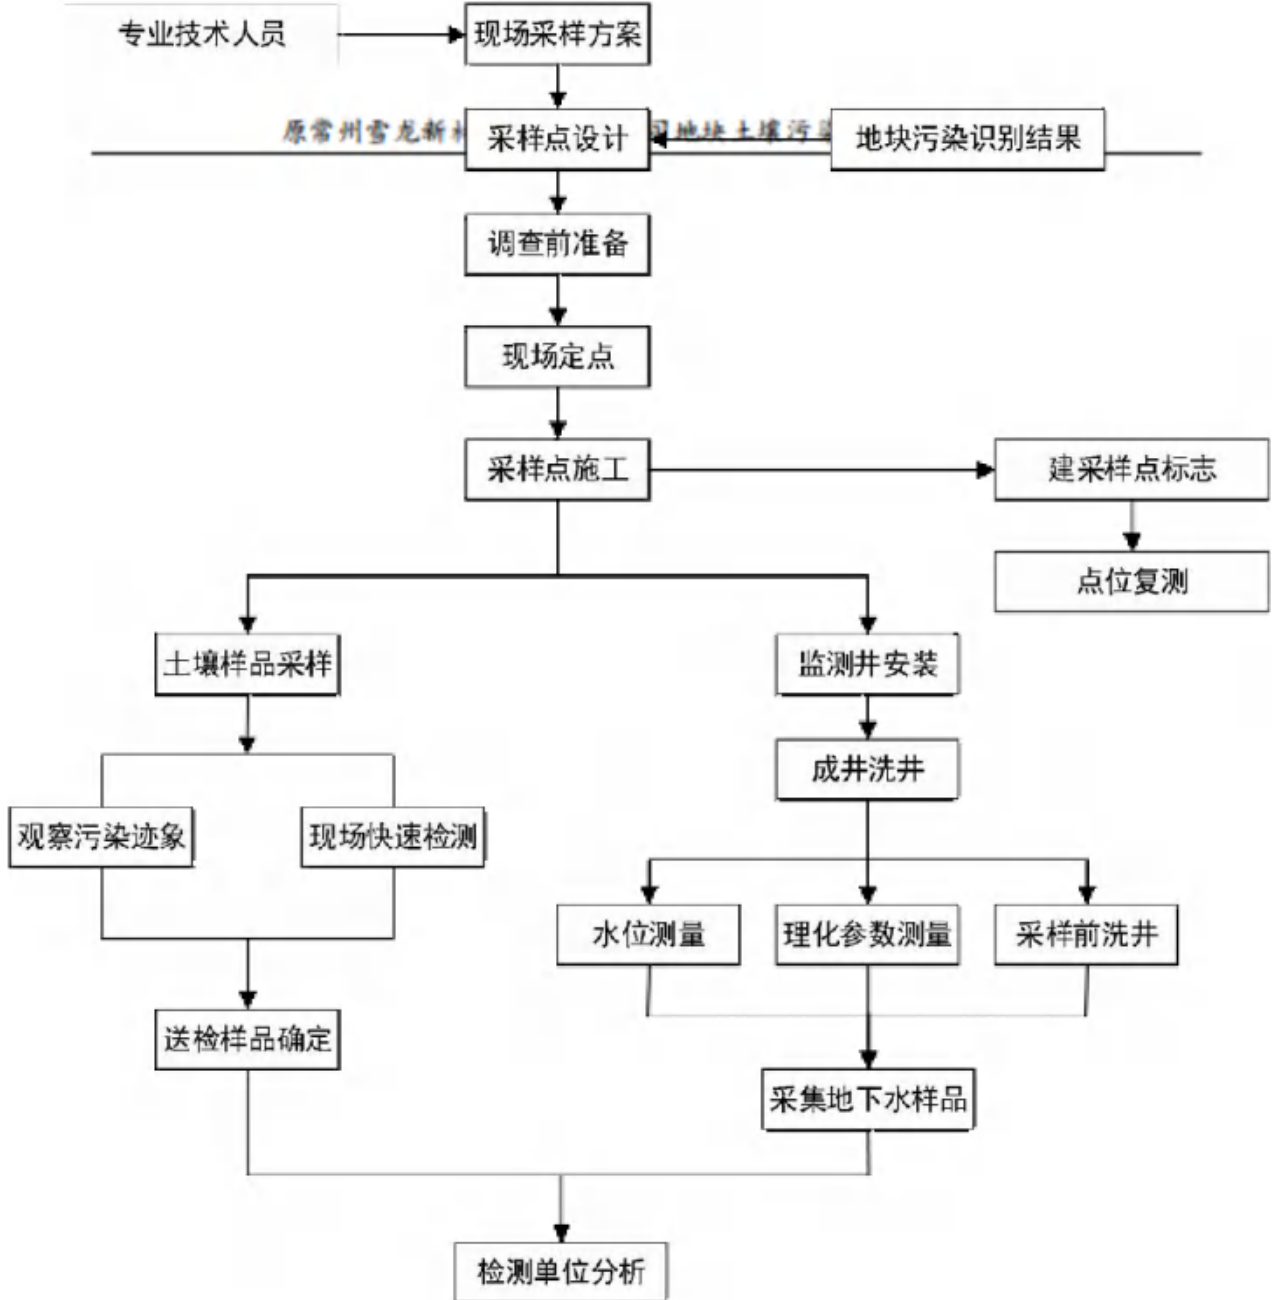 专业技术人员
现场采样方案
原常州雪龙新 地块土壤污
采样点设计
地块污染识别结果
调查前准备
现场定点
采样点施工
建采样点标志
点位复测
土壤样品采样
监测井安装
成井洗井
观察污染迹象
现场快速检测
水位测量
理化参数测量
采样前洗井
送检样品确定
采集地下水样品
检测单位分析